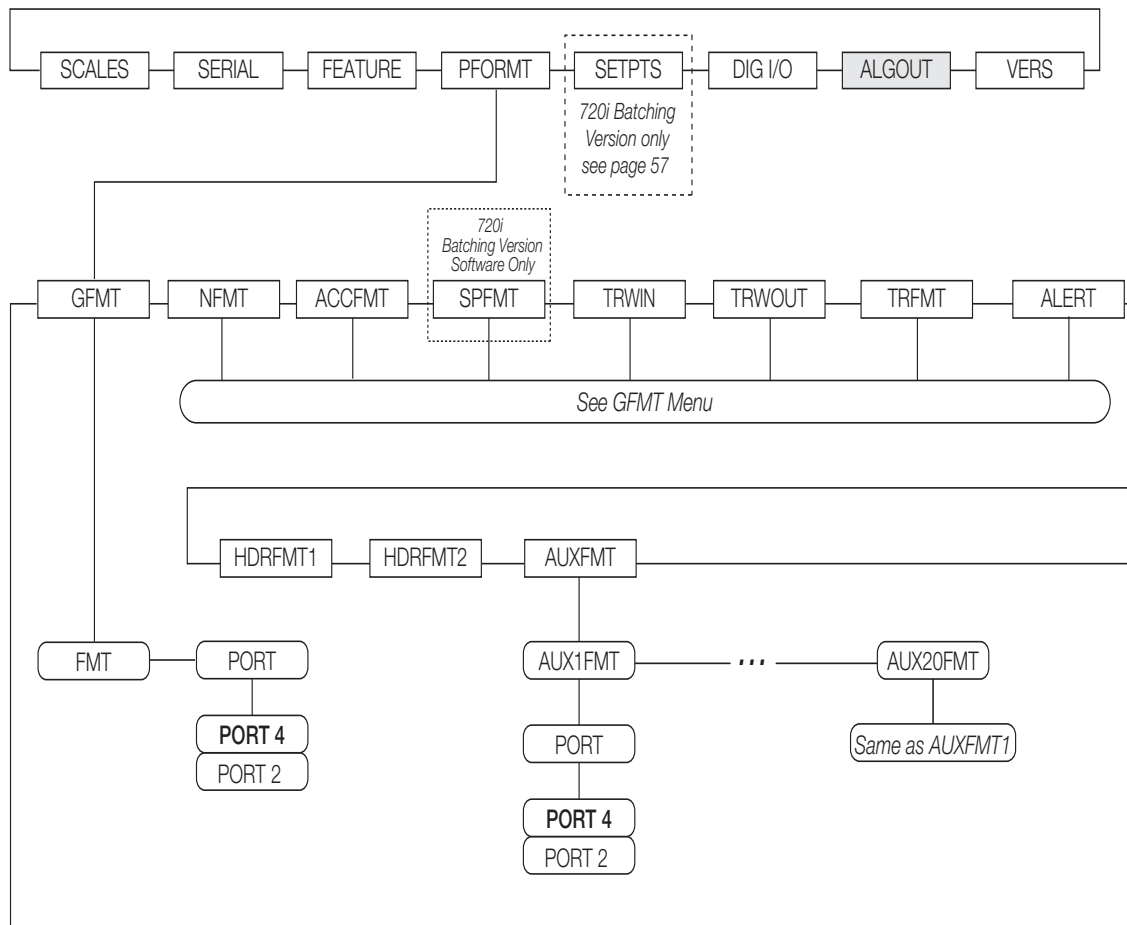 SCALES
SERIAL
FEATURE
PFORMT
SETPTS
DIG I/O
ALGOUT
VERS
720i Batching
Version only
see page 57
720i
Batching Version
Software Only
GFMT
NFMT
ACCFMT
SPFMT
TRWIN
TRWOUT
TRFMT
ALERT
See GFMT Menu
HDRFMT1
HDRFMT2
AUXFMT
FMT
PORT
AUX1FMT
...
AUX20FMT
PORT 4
PORT 2
PORT
Same as AUXFMT1
PORT 4
PORT 2